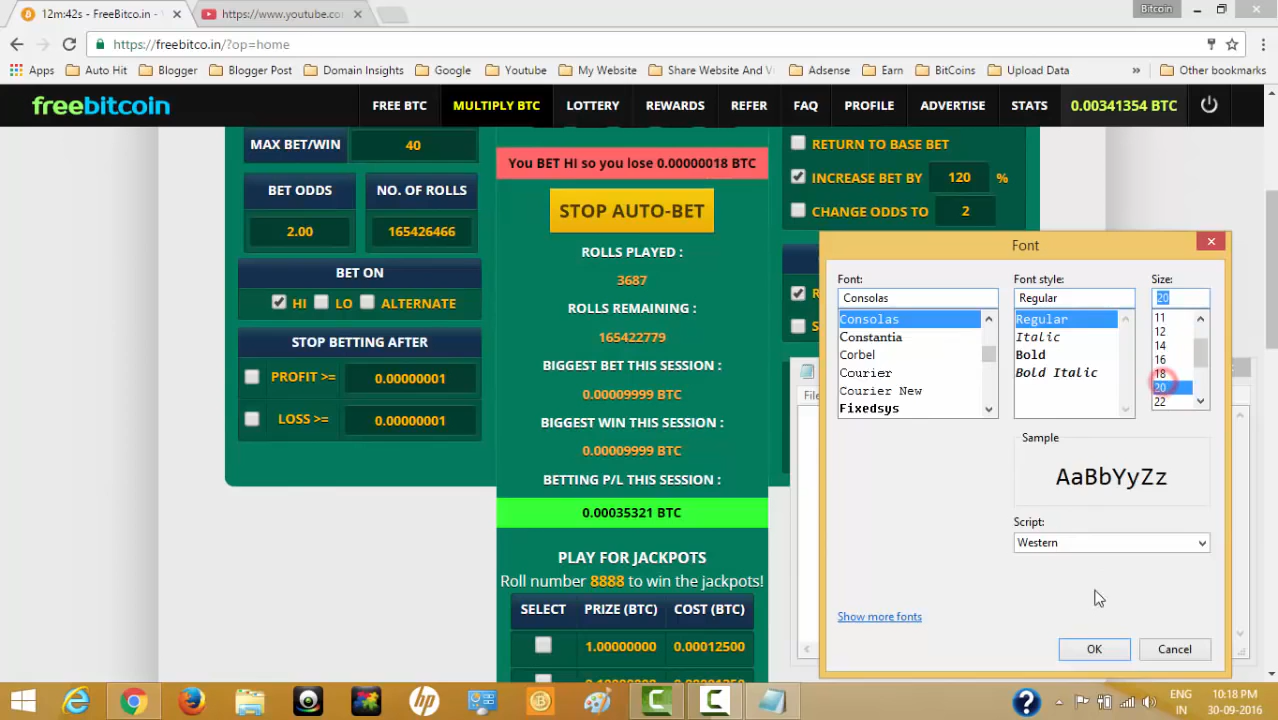 12m:42s - FreeBitco.in -
https://www.youtube.co
Bitcoin
https://freebitco.in/?op=home
Apps
Auto Hit
Blogger
Blogger Post
Domain Insights
Google
Youtube
My Website
Share Website And V
Adsense
Earn
BitCoins
Upload Data
»
Other bookmarks
freebitcoin
FREE BTC
MULTIPLY BTC
LOTTERY
REWARDS
REFER
FAQ
PROFILE
ADVERTISE
STATS
0.00341354 BTC
MAX BET/WIN
40
BET ODDS
NO. OF ROLLS
2.00
165426466
BET ON
HI
LO
ALTERNATE
STOP BETTING AFTER
PROFIT >=
0.00000001
LOSS >=
0.00000001
You BET HI so you lose 0.00000018 BTC
STOP AUTO-BET
ROLLS PLAYED :
3687
ROLLS REMAINING :
165422779
BIGGEST BET THIS SESSION :
0.00009999 BTC
BIGGEST WIN THIS SESSION :
0.00009999 BTC
BETTING P/L THIS SESSION :
0.00035321 BTC
PLAY FOR JACKPOTS
Roll number 8888 to win the jackpots!
SELECT
PRIZE (BTC)
COST (BTC)
1.00000000
0.00012500
RETURN TO BASE BET
INCREASE BET BY
120
%
CHANGE ODDS TO
2
R
S
File
Font
Font:
Consolas
Consolas
Constantia
Corbel
Courier
Courier New
Fixedsys
Font style:
Regular
Regular
Italic
Bold
Bold Italic
Size:
20
11
12
14
16
18
20
22
Sample
AaBbYyZz
Script:
Western
Show more fonts
OK
Cancel
ENG
IN
10:18 PM
30-09-2016